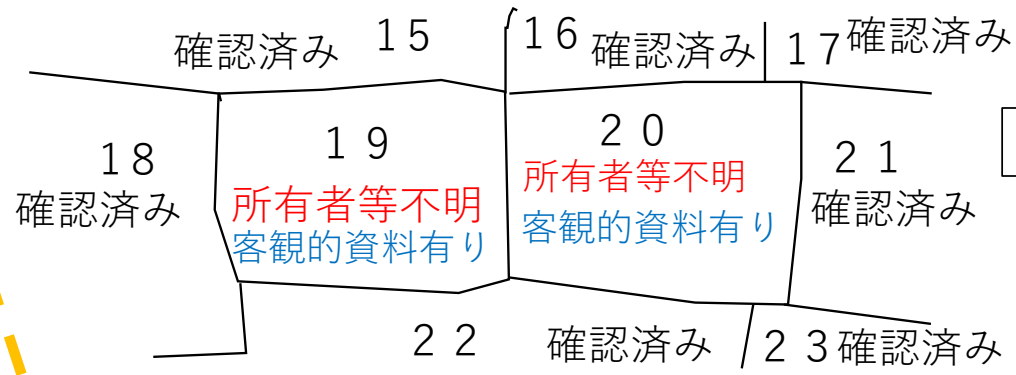 確認済み １５
１６ 確認済み
１７ 確認済み
１８
確認済み
１９
所有者等不明
客観的資料有り
２０
所有者等不明
客観的資料有り
２１
確認済み
２２ 確認済み
２３ 確認済み